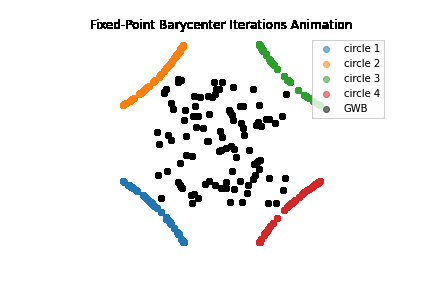 Fixed-Point Barycenter Iterations Animation
circle 1
circle 2
circle 3
circle 4
GWB